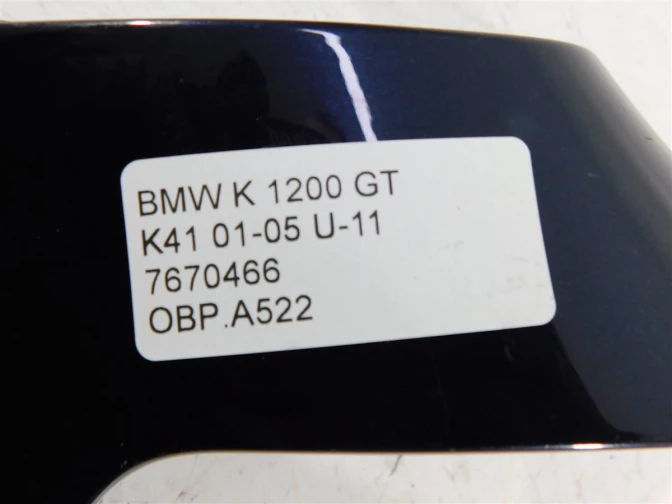 BMW K 1200 GT
K41 01-05 U-11
7670466
OBP.A522